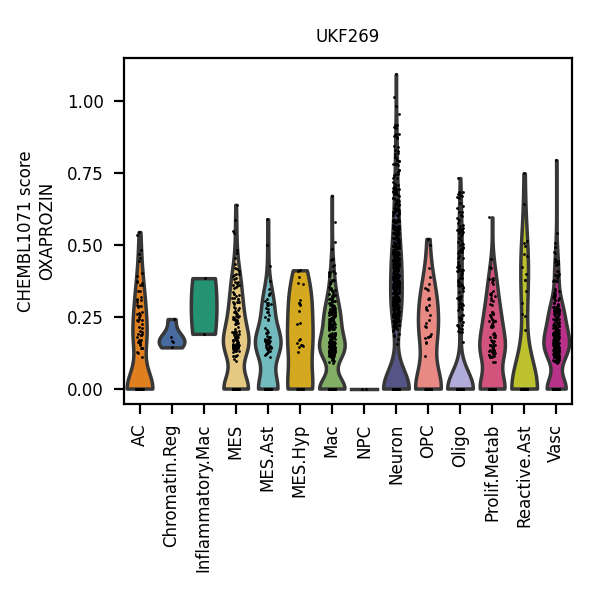 UKF269
CHEMBL1071 score
OXAPROZIN
1.00
0.75
0.50
0.25
0.00
AC
Chromatin.Reg
Inflammatory.Mac
MES
MES.Ast
MES.Hyp
Mac
NPC
Neuron
OPC
Oligo
Prolif.Metab
Reactive.Ast
Vasc